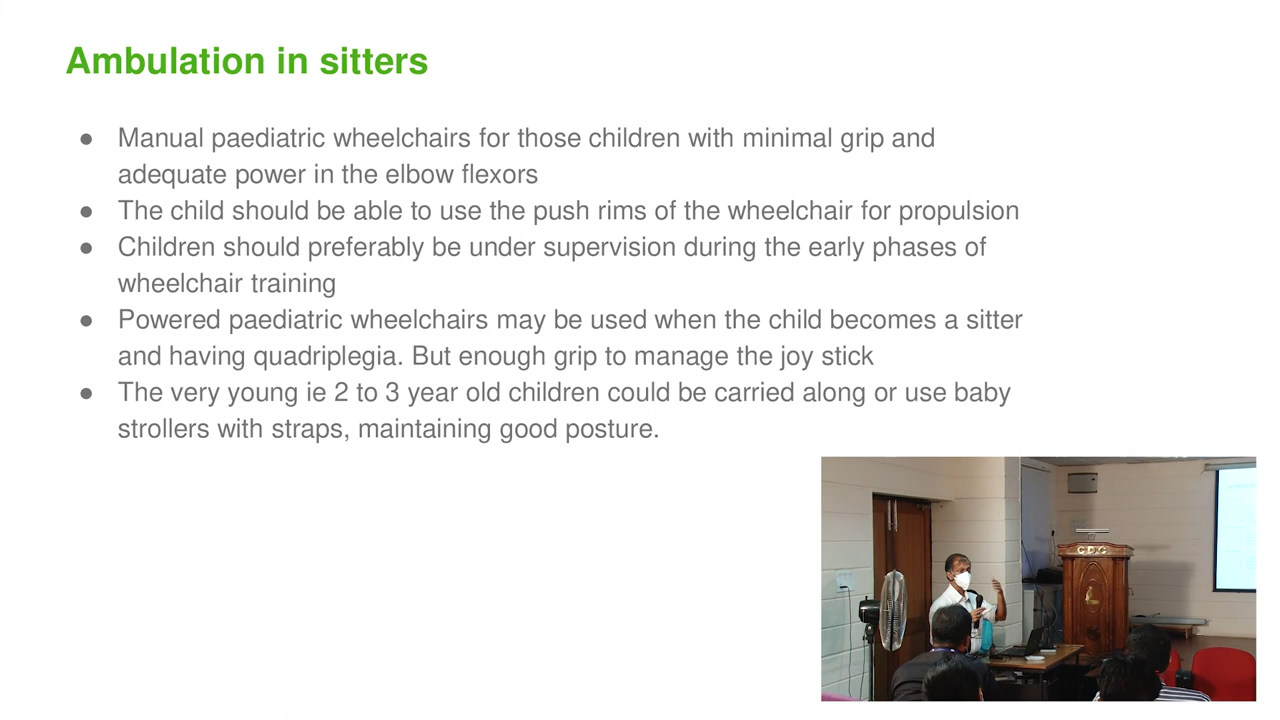 Ambulation in sitters
● Manual paediatric wheelchairs for those children with minimal grip and
adequate power in the elbow flexors
● The child should be able to use the push rims of the wheelchair for propulsion
● Children should preferably be under supervision during the early phases of
wheelchair training
● Powered paediatric wheelchairs may be used when the child becomes a sitter
and having quadriplegia. But enough grip to manage the joy stick
● The very young ie 2 to 3 year old children could be carried along or use baby
strollers with straps, maintaining good posture.
CDC